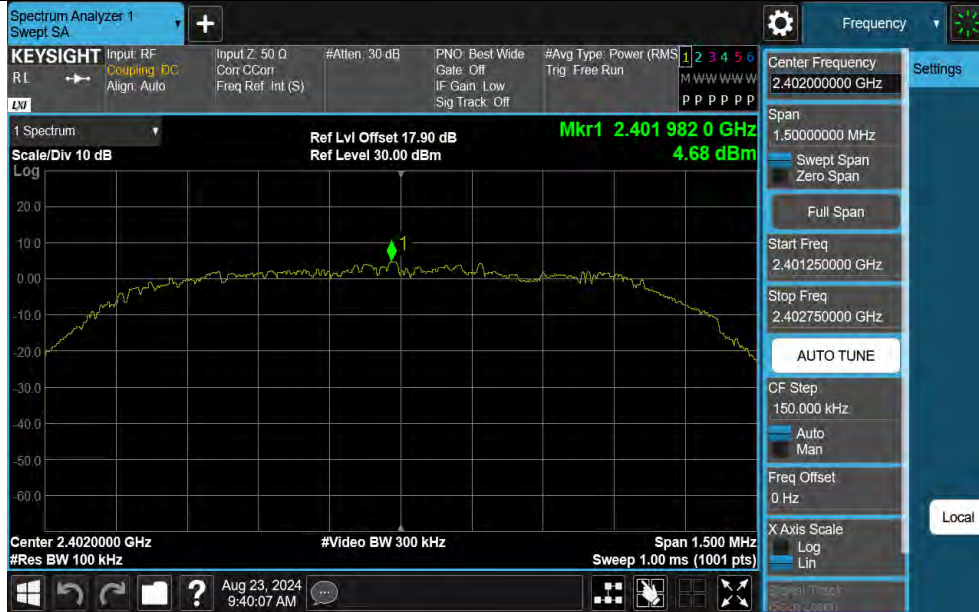 Spectrum Analyzer 1
Swept SA
+
Frequency
KEYSIGHT
R L
LXI
Input: RF
Coupling: DC
Align: Auto
Input Z: 50 Ω
Corr CCorr
Freq Ref: Int (S)
#Atten: 30 dB
PNO: Best Wide
Gate: Off
IF Gain: Low
Sig Track: Off
#Avg Type: Power (RMS
Trig: Free Run
1 2 3 4 5 6
M W W W W W
P P P P P P
1 Spectrum
Scale/Div 10 dB
Log
Ref Lvl Offset 17.90 dB
Ref Level 30.00 dBm
Mkr1 2.401 982 0 GHz
4.68 dBm
20.0
10.0
0.00
-10.0
-20.0
-30.0
-40.0
-50.0
-60.0
1
Center 2.4020000 GHz
#Res BW 100 kHz
#Video BW 300 kHz
Span 1.500 MHz
Sweep 1.00 ms (1001 pts)
Center Frequency
2.402000000 GHz
Span
1.50000000 MHz
Swept Span
Zero Span
Full Span
Start Freq
2.401250000 GHz
Stop Freq
2.402750000 GHz
AUTO TUNE
CF Step
150.000 kHz
Auto
Man
Freq Offset
0 Hz
X Axis Scale
Log
Lin
Settings
Local
?
Aug 23, 2024
9:40:07 AM